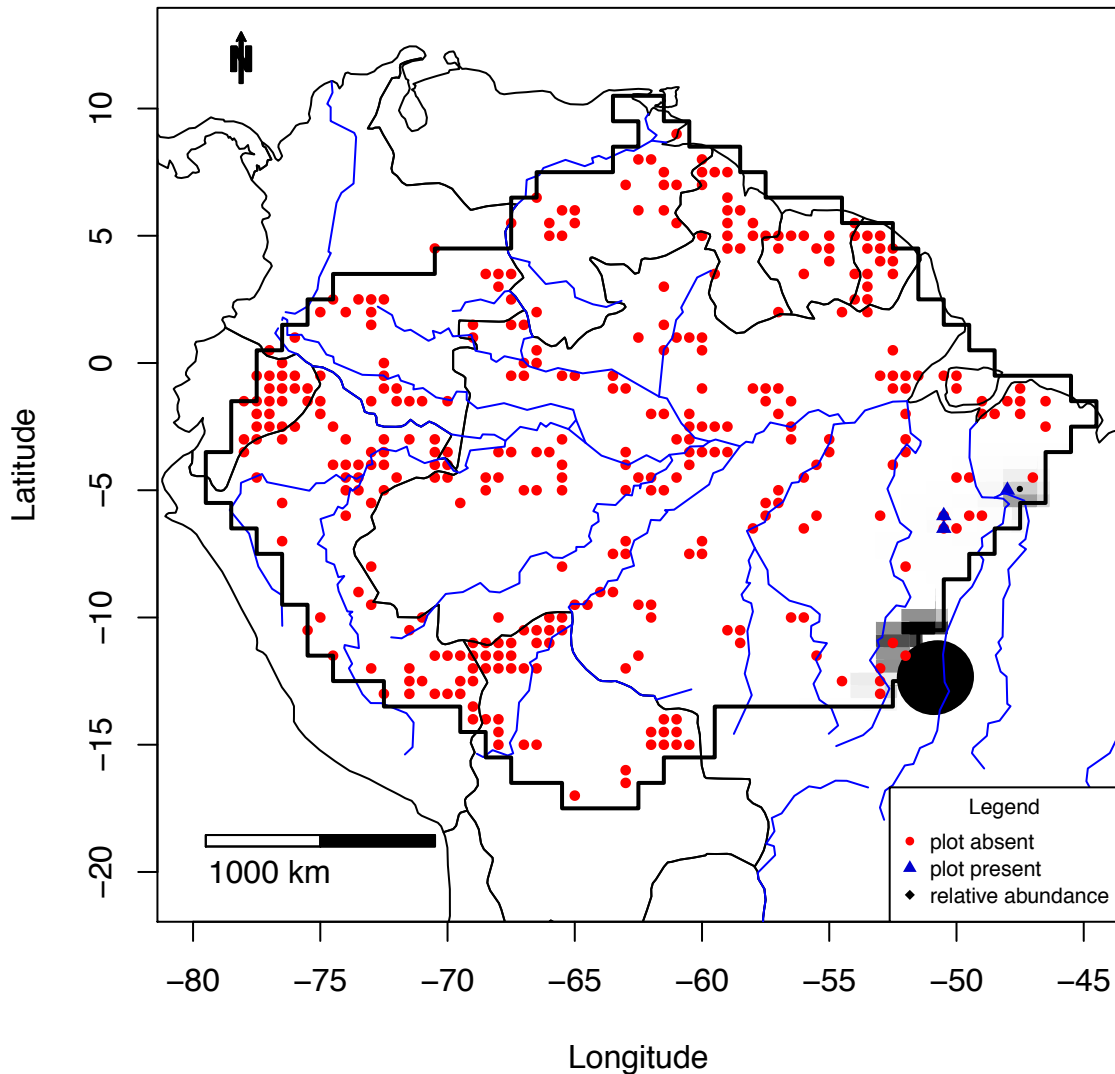 N
10
5
0
−5
−10
−15
−20
Latitude
1000 km
Legend
plot absent
plot present
relative abundance
−80 −75 −70 −65 −60 −55 −50 −45
Longitude